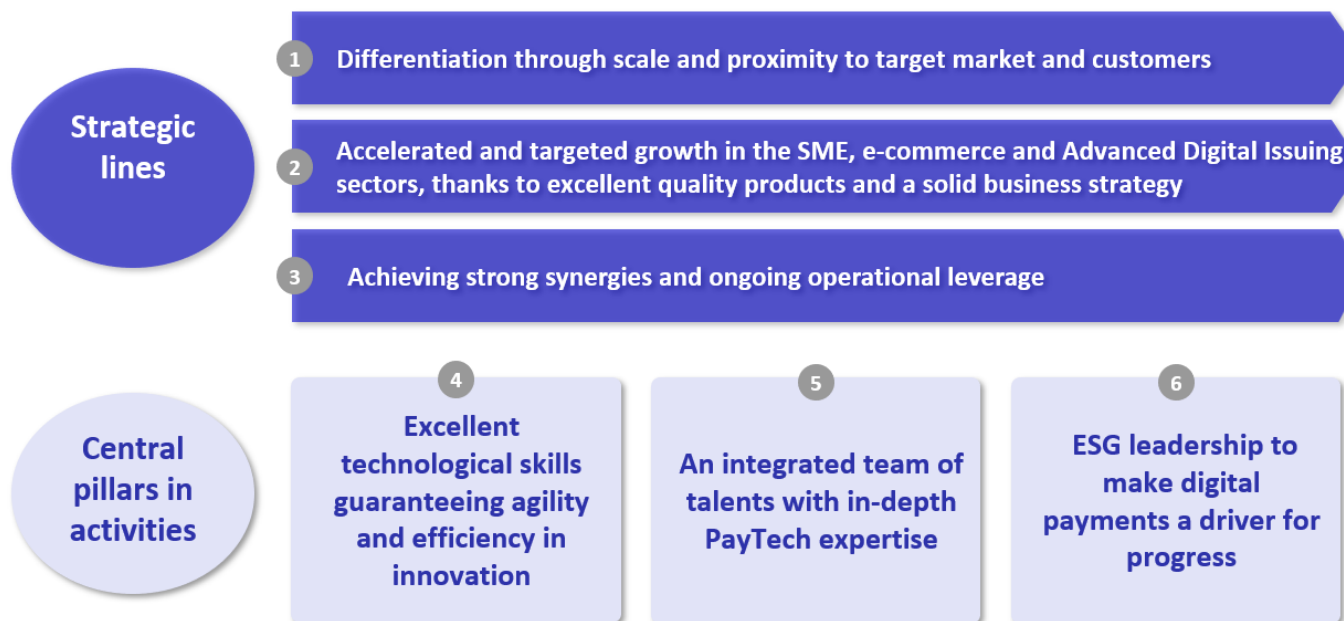 Strategic
lines
1
Differentiation through scale and proximity to target market and customers
2
Accelerated and targeted growth in the SME, e-commerce and Advanced Digital Issuing
sectors, thanks to excellent quality products and a solid business strategy
3
Achieving strong synergies and ongoing operational leverage
Central
pillars in
activities
4
Excellent
technological skills
guaranteeing agility
and efficiency in
innovation
5
An integrated team of
talents with in-depth
PayTech expertise
6
ESG leadership to
make digital
payments a driver for
progress